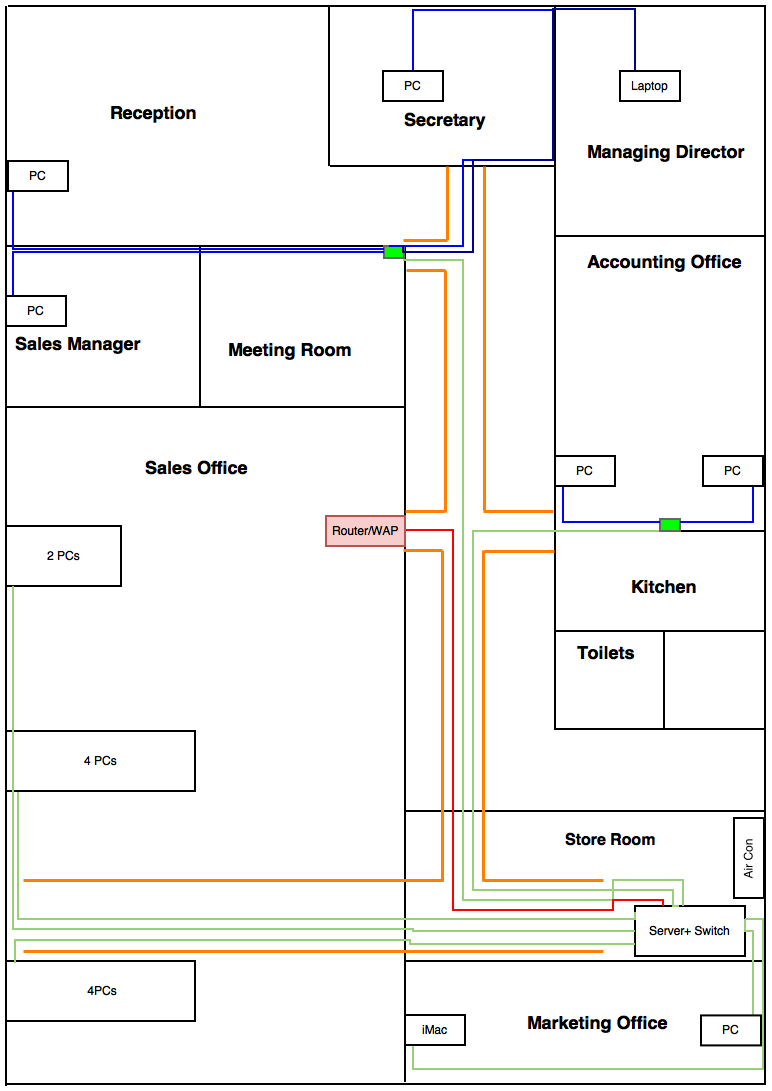 PC
Laptop
Reception
Secretary
Managing Director
PC
Accounting Office
PC
Sales Manager
Meeting Room
Sales Office
PC
PC
Router/WAP
2 PCs
Kitchen
Toilets
4 PCs
Store Room
Air Con
Server+ Switch
4PCs
iMac
Marketing Office
PC